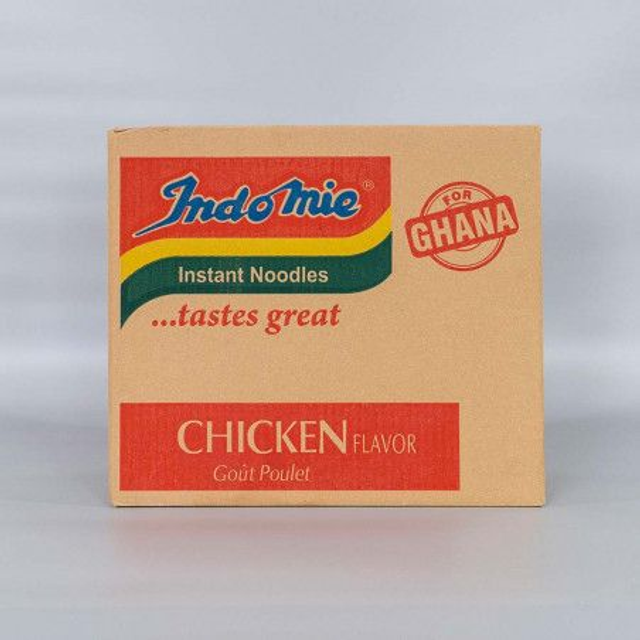 Indomie®
FOR
GHANA
Instant Noodles
...tastes great
CHICKEN FLAVOR
Goût Poulet